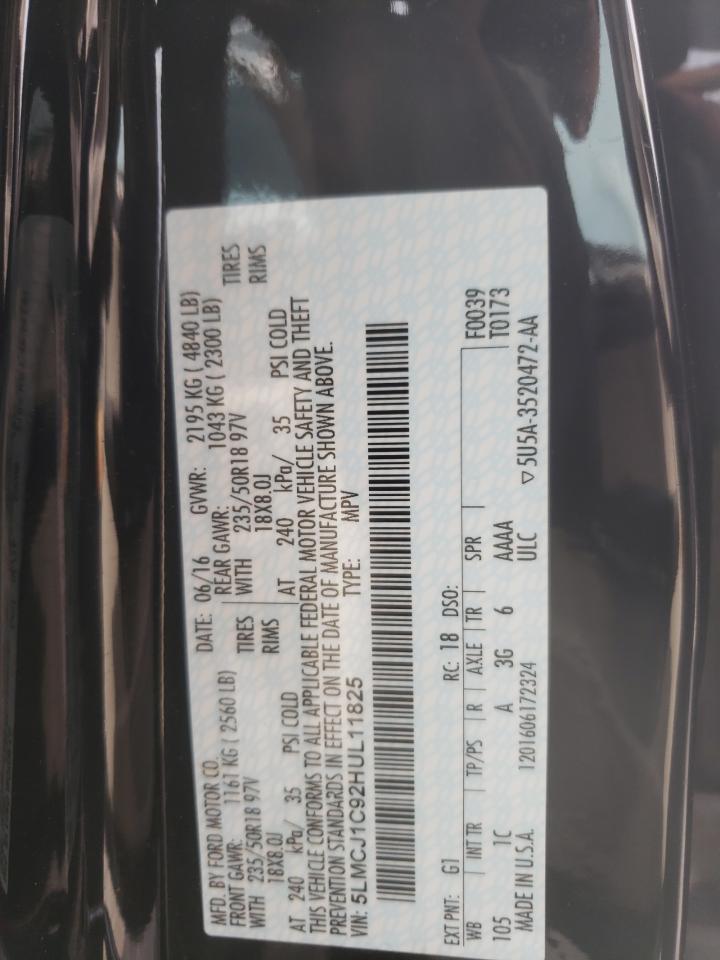 MFD. BY FORD MOTOR CO.
DATE: 06/16 GVWR: 2195 KG ( 4840 LB)
FRONT GAWR: 1161 KG ( 2560 LB) REAR GAWR: 1043 KG ( 2300 LB)
WITH 235/50R18 97V TIRES WITH 235/50R18 97V TIRES
18X8.0J RIMS 18X8.0J RIMS
AT 240 kPa/ 35 PSI COLD AT 240 kPa/ 35 PSI COLD
THIS VEHICLE CONFORMS TO ALL APPLICABLE FEDERAL MOTOR VEHICLE SAFETY AND THEFT
PREVENTION STANDARDS IN EFFECT ON THE DATE OF MANUFACTURE SHOWN ABOVE.
VIN: 5LMCJ1C92HUL11825 TYPE: MPV
EXT PNT: G1 RC: 18 DSO: F0039
WB INT TR TP/PS R AXLE TR SPR T0173
105 1C A 3G 6 AAAA
MADE IN U.S.A. 1201606172324 ULC ▽5U5A-3520472-AA